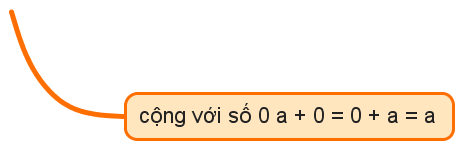 cộng với số 0 a + 0 = 0 + a = a